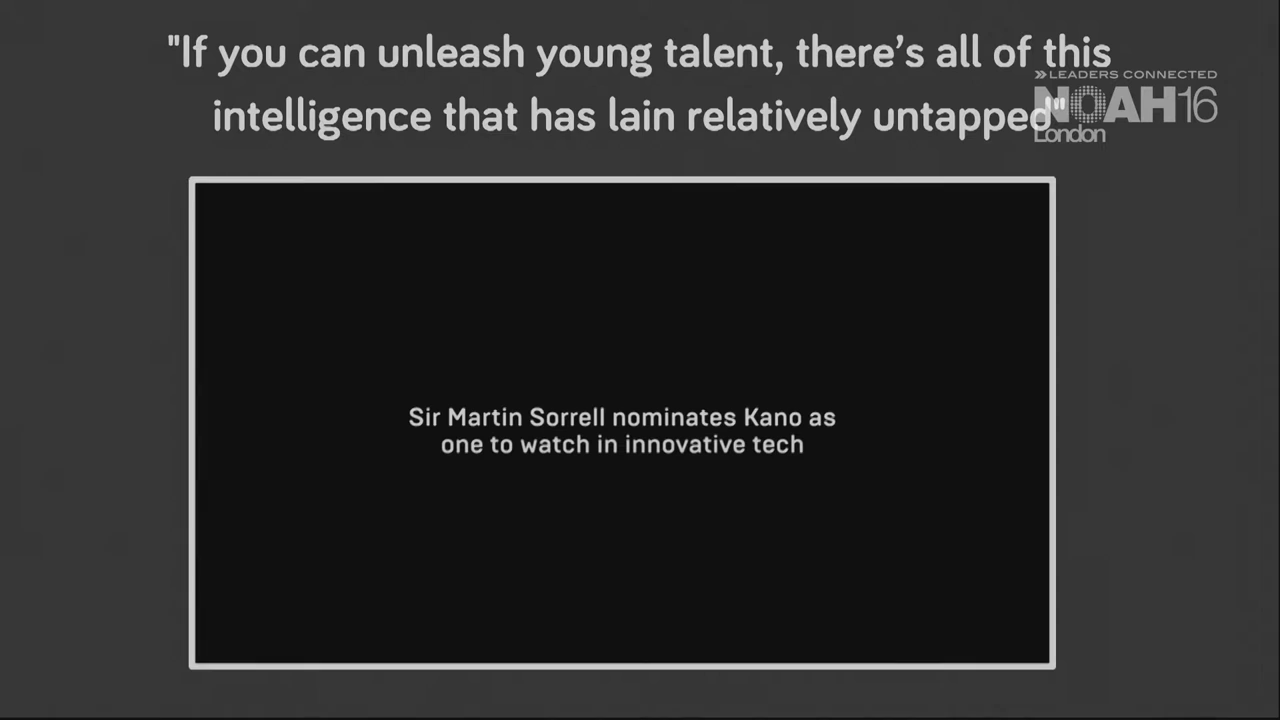 "If you can unleash young talent, there’s all of this
intelligence that has lain relatively untapped"
»LEADERS CONNECTED
NOAH16
London
Sir Martin Sorrell nominates Kano as
one to watch in innovative tech